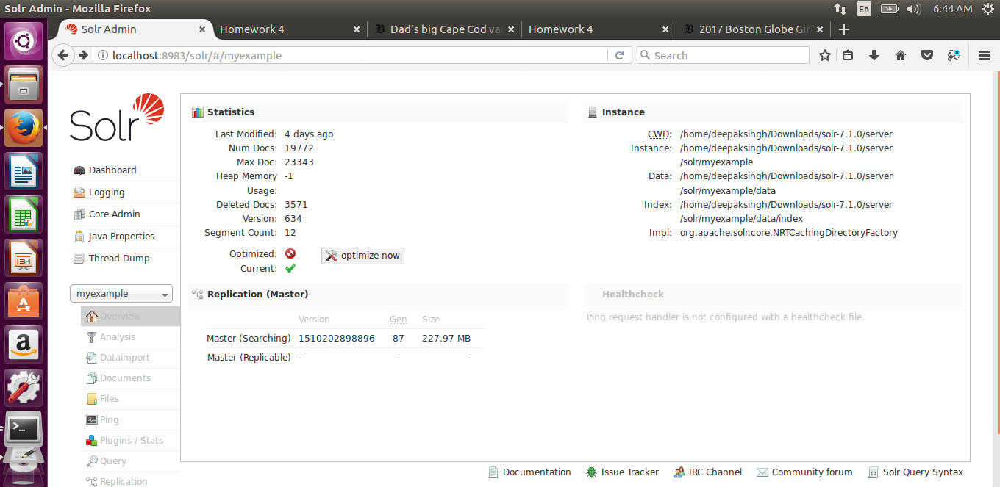 Solr Admin - Mozilla Firefox
En
6:44 AM
Solr Admin
Homework 4
Dad's big Cape Cod va
Homework 4
2017 Boston Globe Gir
localhost:8983/solr/#/myexample
Search
Solr
Dashboard
Logging
Core Admin
Java Properties
Thread Dump
myexample
Overview
Analysis
Dataimport
Documents
Files
Ping
Plugins / Stats
Query
Replication
Statistics
Last Modified: 4 days ago
Num Docs: 19772
Max Doc: 23343
Heap Memory -1
Usage:
Deleted Docs: 3571
Version: 634
Segment Count: 12
Optimized: optimize now
Current:
Instance
CWD: /home/deepaksingh/Downloads/solr-7.1.0/server
Instance: /home/deepaksingh/Downloads/solr-7.1.0/server
/solr/myexample
Data: /home/deepaksingh/Downloads/solr-7.1.0/server
/solr/myexample/data
Index: /home/deepaksingh/Downloads/solr-7.1.0/server
/solr/myexample/data/index
Impl: org.apache.solr.core.NRTCachingDirectoryFactory
Replication (Master)
Version Gen Size
Master (Searching) 1510202898896 87 227.97 MB
Master (Replicable) - - -
Healthcheck
Ping request handler is not configured with a healthcheck file.
Documentation Issue Tracker IRC Channel Community forum Solr Query Syntax